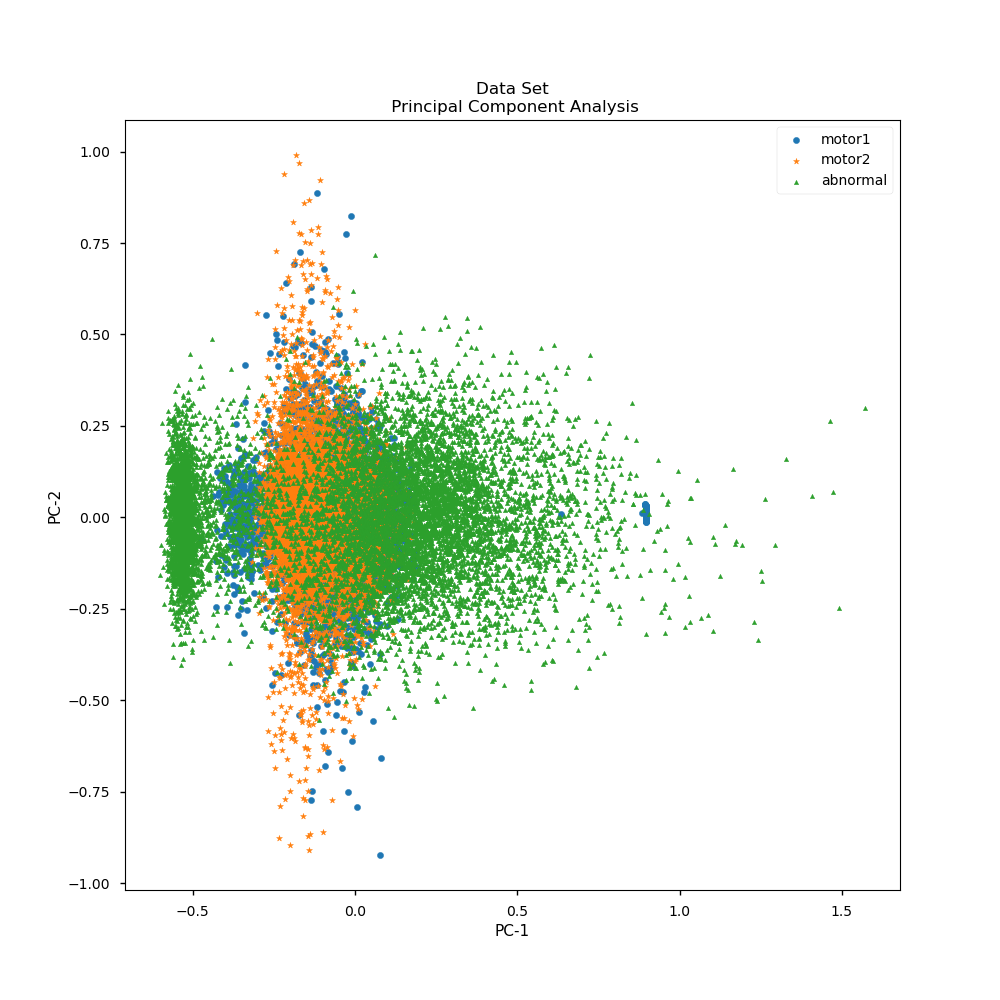 Data Set
Principal Component Analysis
motor1
motor2
abnormal
1.00
0.75
0.50
0.25
0.00
−0.25
−0.50
−0.75
−1.00
PC-2
−0.5
0.0
0.5
1.0
1.5
PC-1